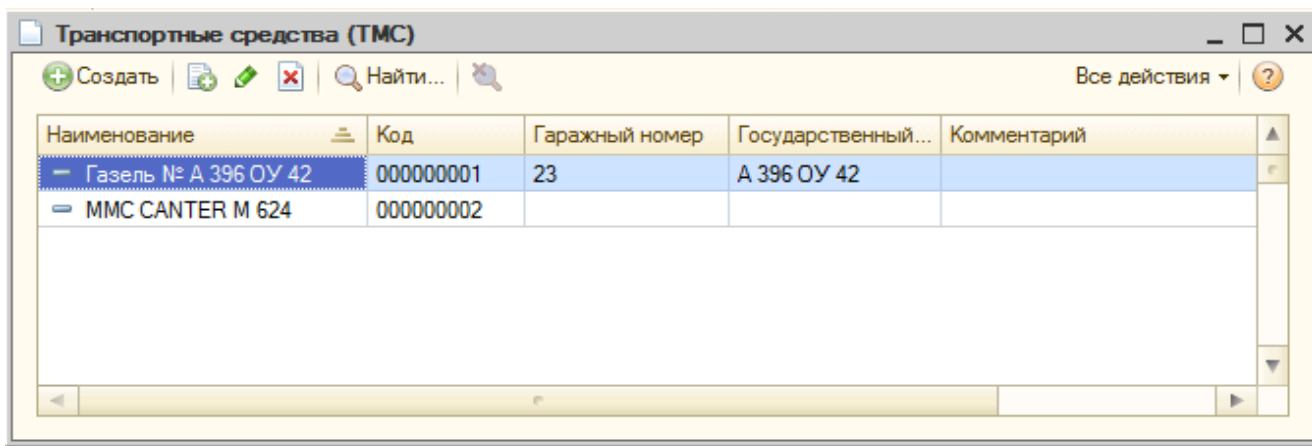 Транспортные средства (ТМС)
Создать Найти... Все действия
Наименование Код Гаражный номер Государственный... Комментарий
Газель № А 396 ОУ 42 000000001 23 А 396 ОУ 42
ММС CANTER М 624 000000002